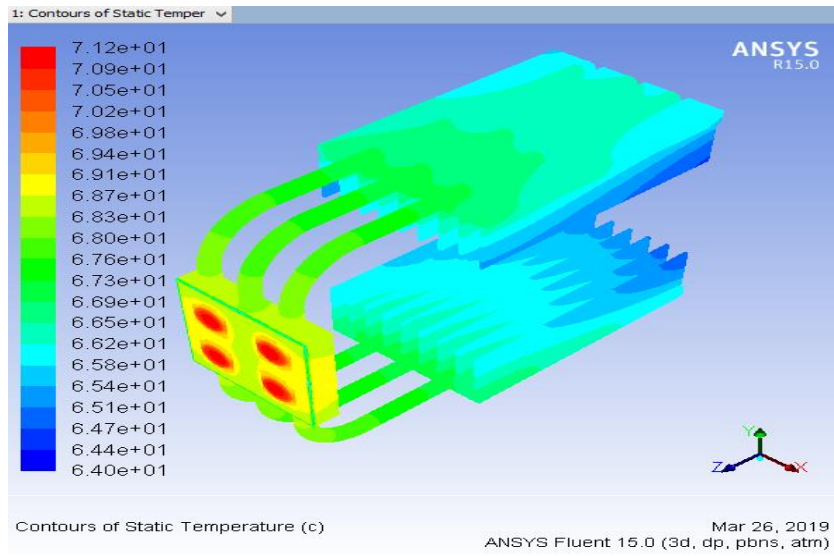 1: Contours of Static Temper
ANSYS
R15.0
7.12e+01
7.09e+01
7.05e+01
7.02e+01
6.98e+01
6.94e+01
6.91e+01
6.87e+01
6.83e+01
6.80e+01
6.76e+01
6.73e+01
6.69e+01
6.65e+01
6.62e+01
6.58e+01
6.54e+01
6.51e+01
6.47e+01
6.44e+01
6.40e+01
Y
Z
X
Contours of Static Temperature (c)
Mar 26, 2019
ANSYS Fluent 15.0 (3d, dp, pbns, atm)